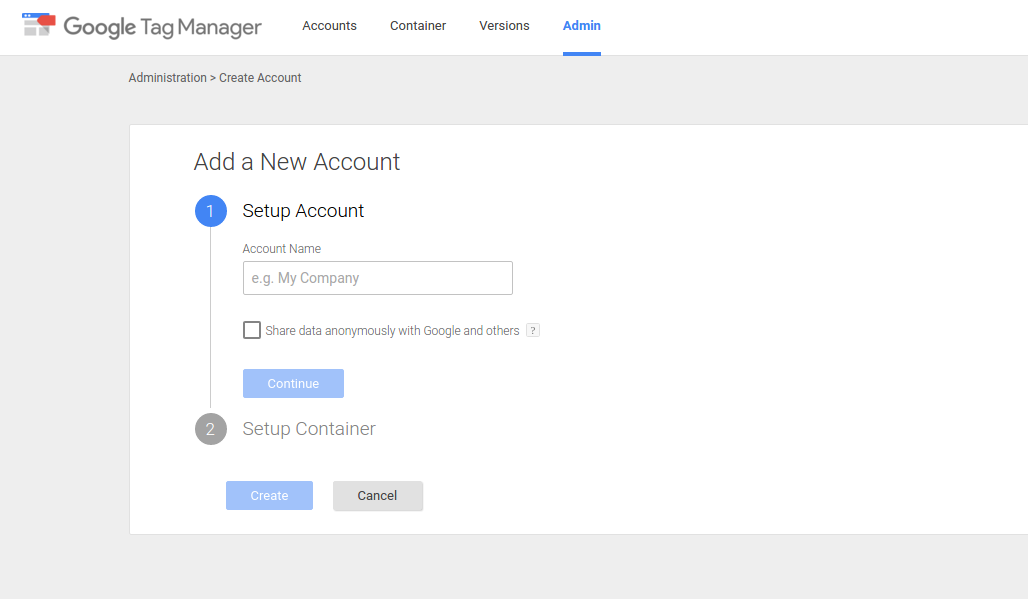 Google Tag Manager Accounts Container Versions Admin
Administration > Create Account
Add a New Account
1 Setup Account
Account Name
e.g. My Company
Share data anonymously with Google and others ?
Continue
2 Setup Container
Create Cancel